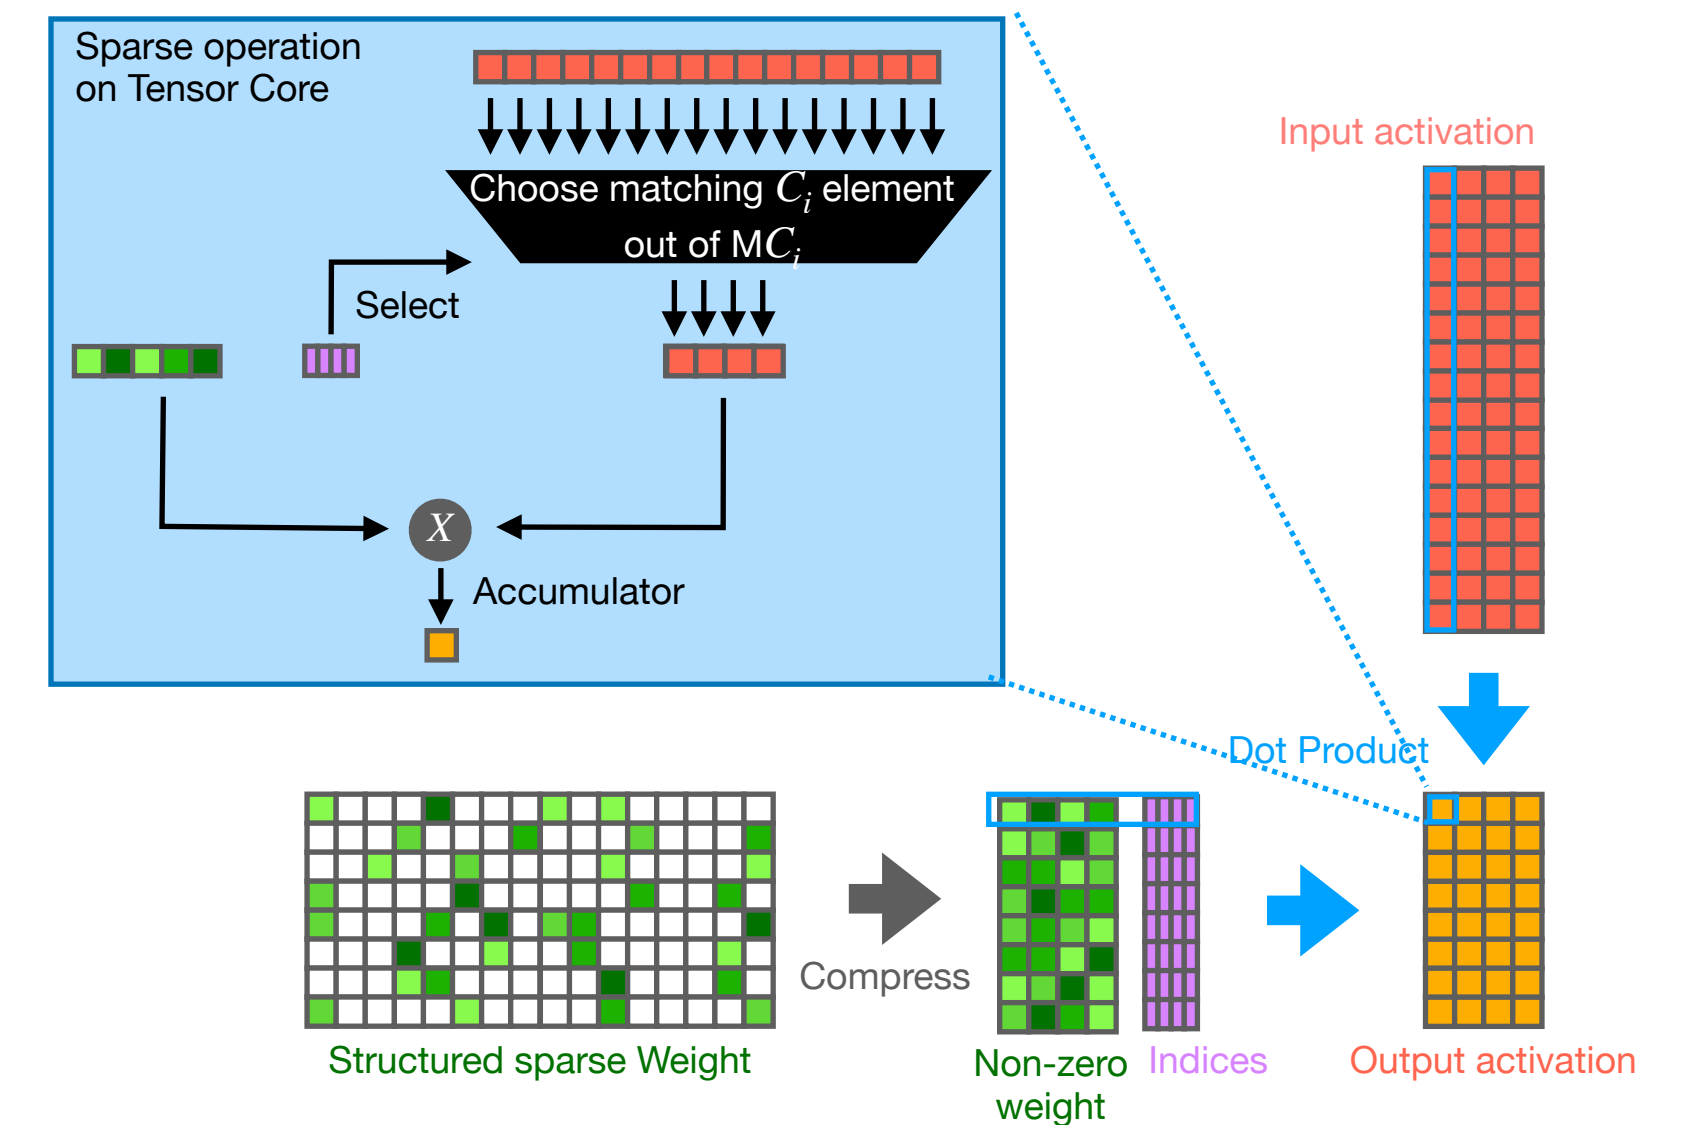 Sparse operation
on Tensor Core
Choose matching C_i element
out of MC_i
Select
X
Accumulator
Input activation
Dot Product
Compress
Structured sparse Weight
Non-zero
weight
Indices
Output activation